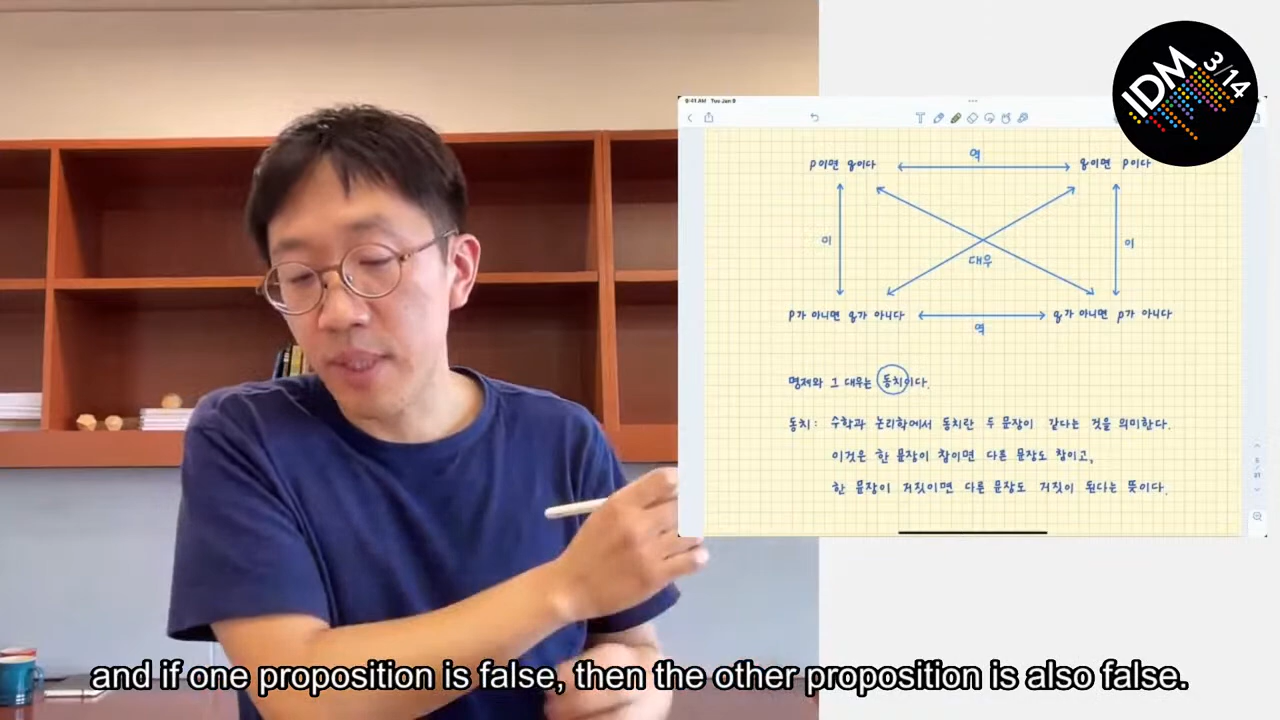 IDM 3/14
9:41 AM Tue Jan 9
p이면 q이다
역
q이면 p이다
이
이
대우
p가 아니면 q가 아니다
역
q가 아니면 p가 아니다
명제와 그 대우는 동치이다.
동치: 수학과 논리학에서 동치란 두 문장이 같다는 것을 의미한다.
이것은 한 문장이 참이면 다른 문장도 참이고,
한 문장이 거짓이면 다른 문장도 거짓이 된다는 뜻이다.
and if one proposition is false, then the other proposition is also false.